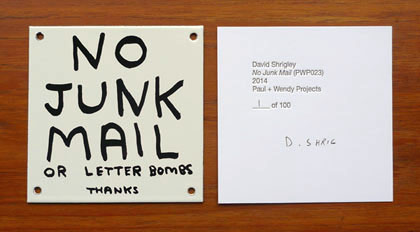 NO
JUNK
MAIL
OR LETTER BOMBS
THANKS
David Shrigley
No Junk Mail (PWP023)
2014
Paul + Wendy Projects
1 of 100
D. SHRIG